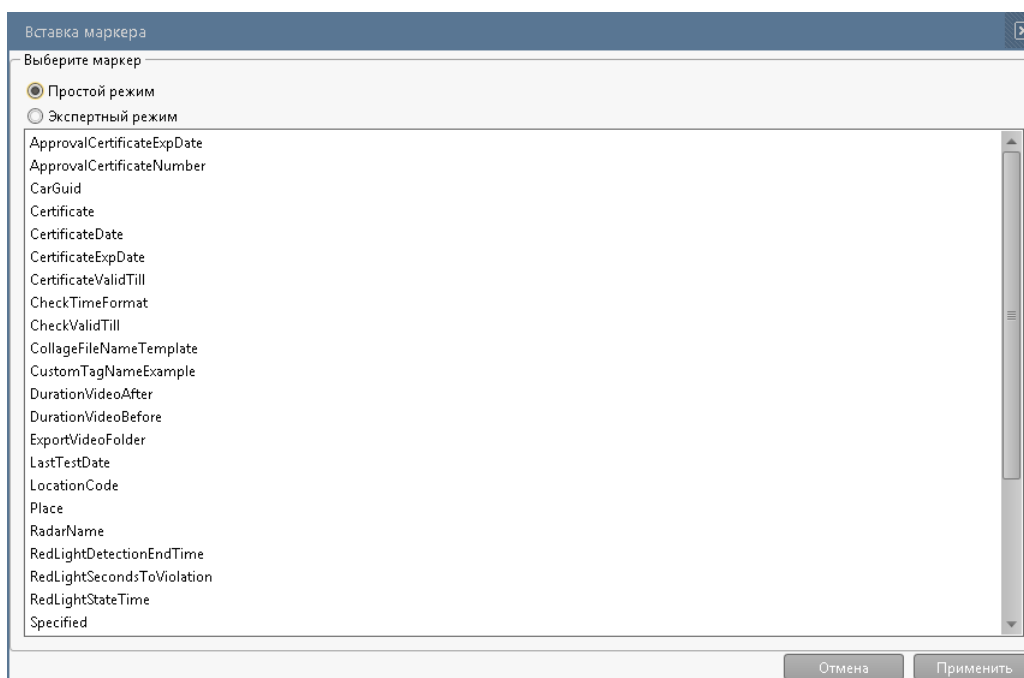 Вставка маркера
Выберите маркер
Простой режим
Экспертный режим
ApprovalCertificateExpDate
ApprovalCertificateNumber
CarGuid
Certificate
CertificateDate
CertificateExpDate
CertificateValidTill
CheckTimeFormat
CheckValidTill
CollageFileNameTemplate
CustomTagNameExample
DurationVideoAfter
DurationVideoBefore
ExportVideoFolder
LastTestDate
LocationCode
Place
RadarName
RedLightDetectionEndTime
RedLightSecondsToViolation
RedLightStateTime
Specified
Отмена Применить